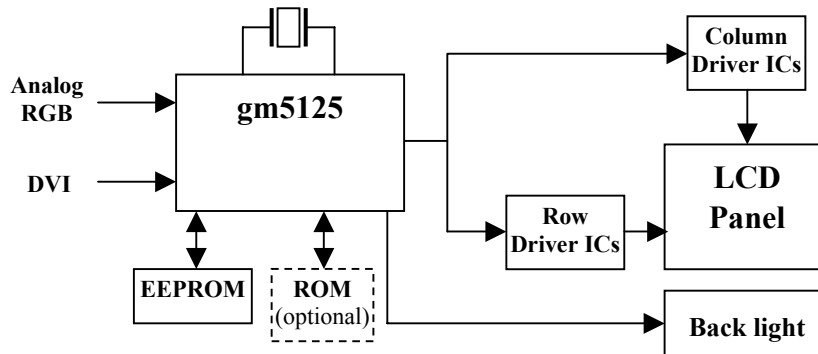 Column
Driver ICs
Analog
RGB
gm5125
DVI
LCD
Panel
Row
Driver ICs
EEPROM
ROM
(optional)
Back light